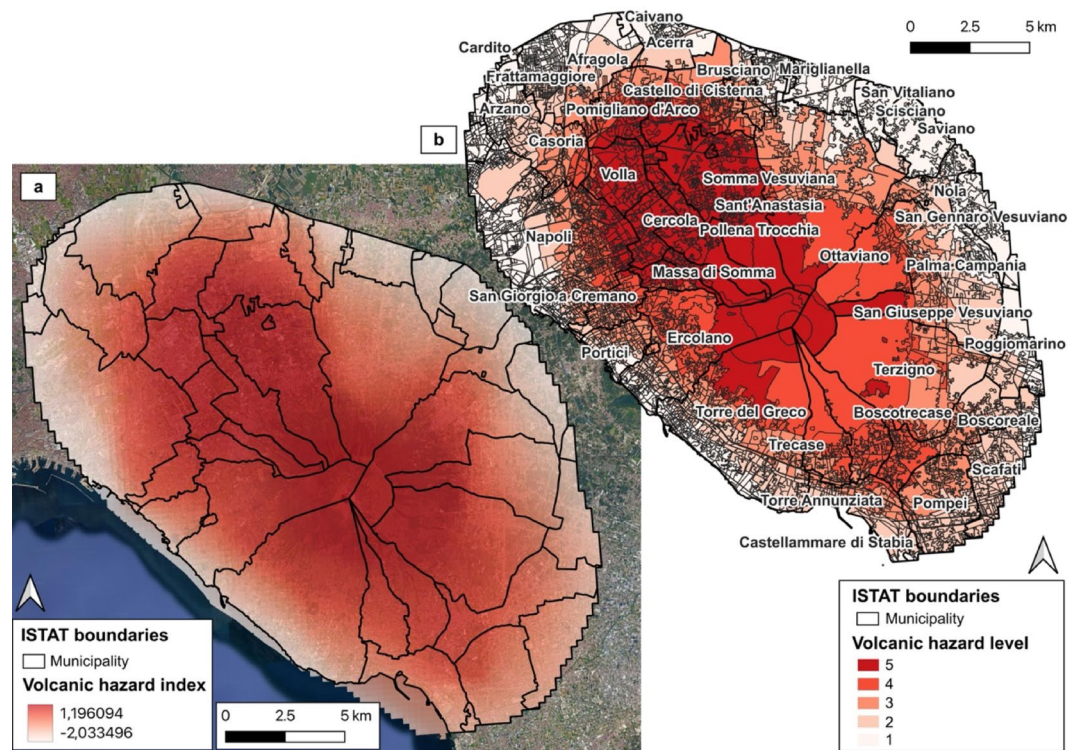 a
ISTAT boundaries
Municipality
Volcanic hazard index
1,196094
-2,033496
0 2.5 5 km
b
0 2.5 5 km
Caivano
Cardito
Acerra
Afragola
Brusciano
Mariglianella
Frattamaggiore
Castello di Cisterna
San Vitaliano
Arzano
Pomigliano d'Arco
Scisciano
Saviano
Casoria
Volla
Somma Vesuviana
Nola
Sant'Anastasia
Cercola
San Gennaro Vesuviano
Pollena Trocchia
Napoli
Ottaviano
Palma Campania
Massa di Somma
San Giorgio a Cremano
San Giuseppe Vesuviano
Ercolano
Poggiomarino
Portici
Terzigno
Torre del Greco
Boscotrecase
Boscoreale
Trecase
Scafati
Torre Annunziata
Pompei
Castellammare di Stabia
ISTAT boundaries
Municipality
Volcanic hazard level
5
4
3
2
1